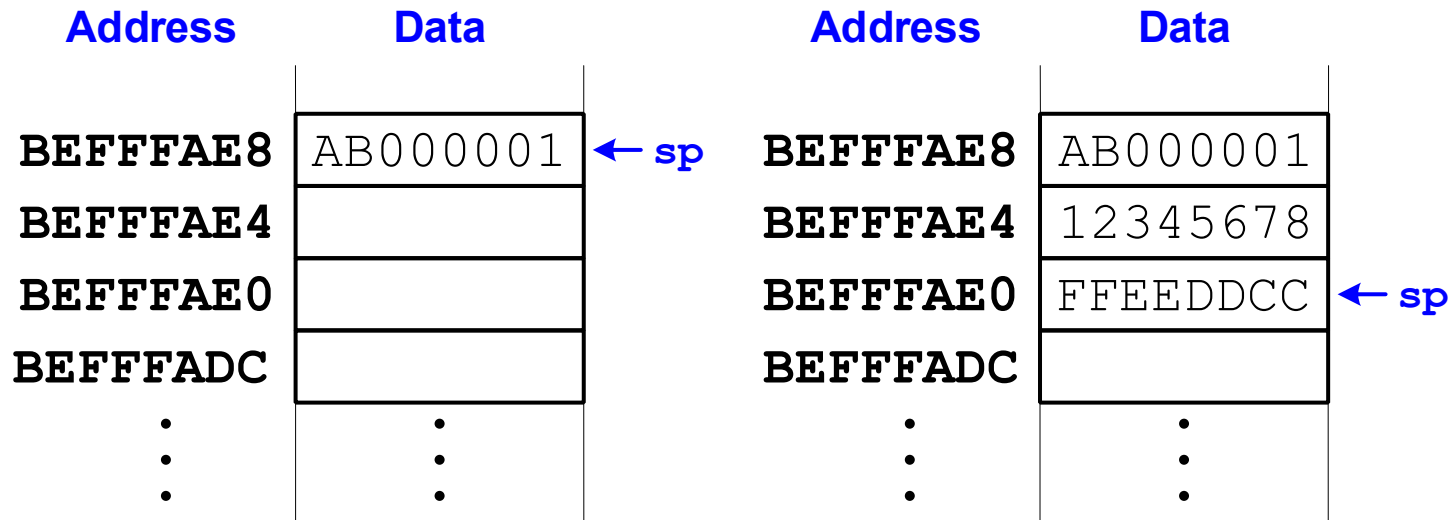 Address Data Address Data
BEFFFAE8 AB000001 sp BEFFFAE8 AB000001
BEFFFAE4 BEFFFAE4 12345678
BEFFFAE0 BEFFFAE0 FFEEDDCC sp
BEFFFADC BEFFFADC